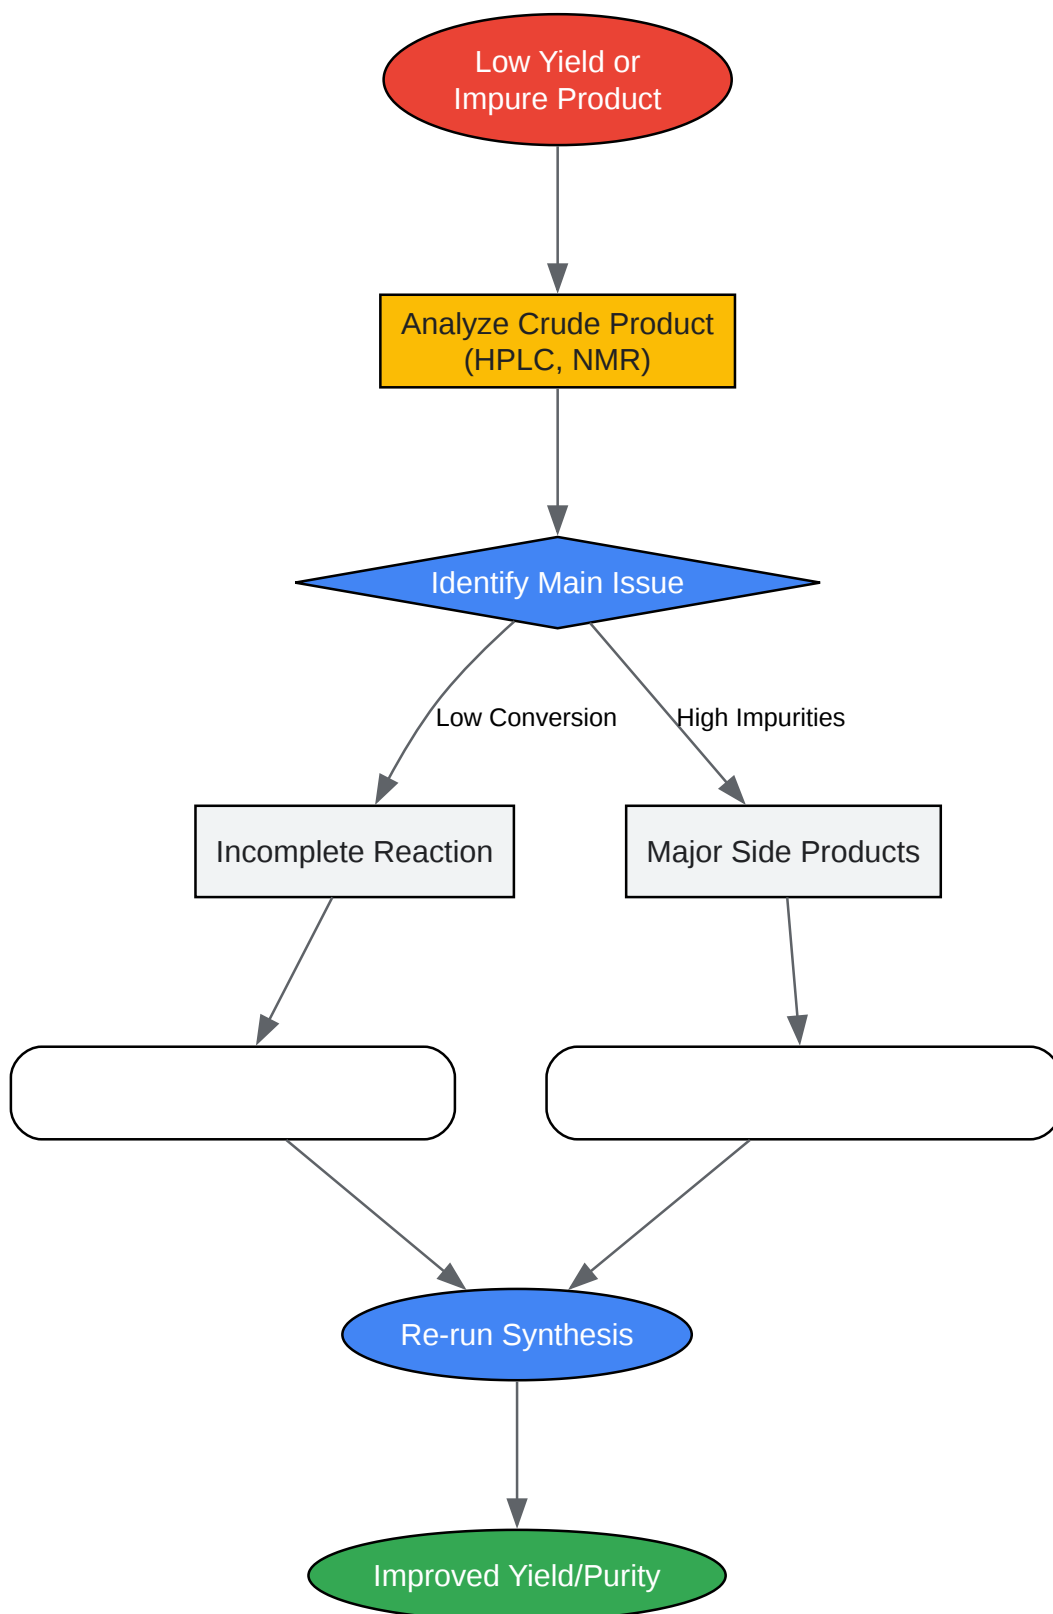 Low Yield or
Impure Product
Analyze Crude Product
(HPLC, NMR)
Identify Main Issue
Low Conversion
High Impurities
Incomplete Reaction
Major Side Products
Re-run Synthesis
Improved Yield/Purity